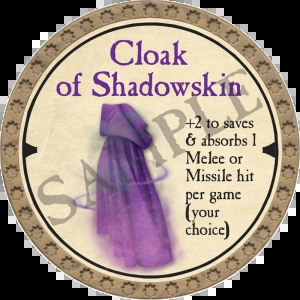 Cloak
of Shadowskin
+2 to saves
& absorbs 1
Melee or
Missile hit
per game
(your
choice)
SAMPLE